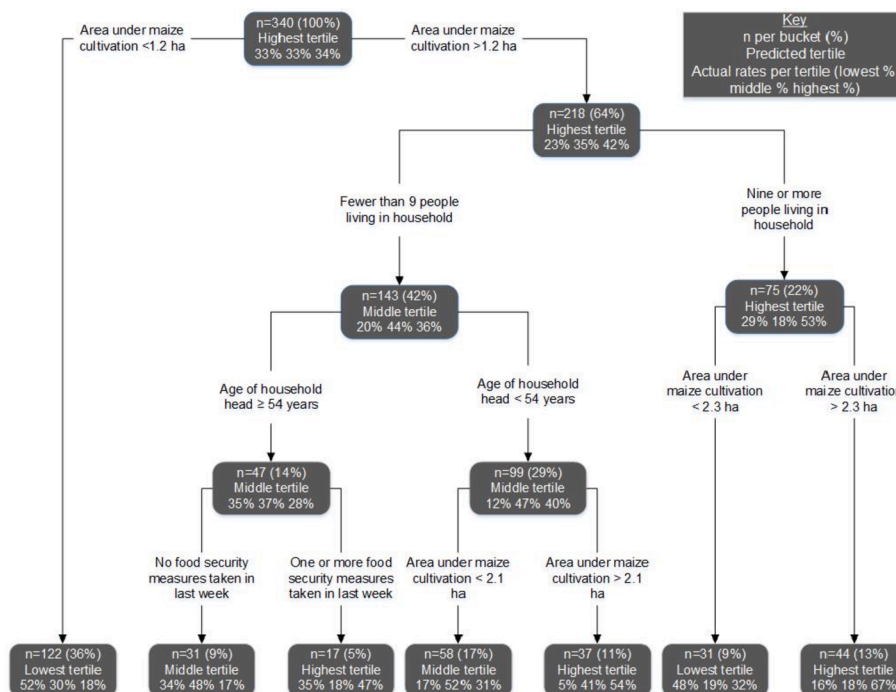 Area under maize
cultivation <1.2 ha
n=340 (100%)
Highest tertile
33% 33% 34%
Area under maize
cultivation >1.2 ha
Key
n per bucket (%)
Predicted tertile
Actual rates per tertile (lowest %
middle % highest %)
n=218 (64%)
Highest tertile
23% 35% 42%
Fewer than 9 people
living in household
Nine or more
people living in
household
n=143 (42%)
Middle tertile
20% 44% 36%
n=75 (22%)
Highest tertile
29% 18% 53%
Age of household
head ≥ 54 years
Age of household
head < 54 years
Area under
maize cultivation
< 2.3 ha
Area under
maize cultivatio
> 2.3 ha
n=47 (14%)
Middle tertile
35% 37% 28%
n=99 (29%)
Middle tertile
12% 47% 40%
No food security
measures taken in
last week
One or more food
security measures
taken in last week
Area under maize
cultivation < 2.1
ha
Area under maize
cultivation > 2.1
ha
n=122 (36%)
Lowest tertile
52% 30% 18%
n=31 (9%)
Middle tertile
34% 48% 17%
n=17 (5%)
Highest tertile
35% 18% 47%
n=58 (17%)
Middle tertile
17% 52% 31%
n=37 (11%)
Highest tertile
5% 41% 54%
n=31 (9%)
Lowest tertile
48% 19% 32%
n=44 (13%)
Highest tertile
16% 18% 67